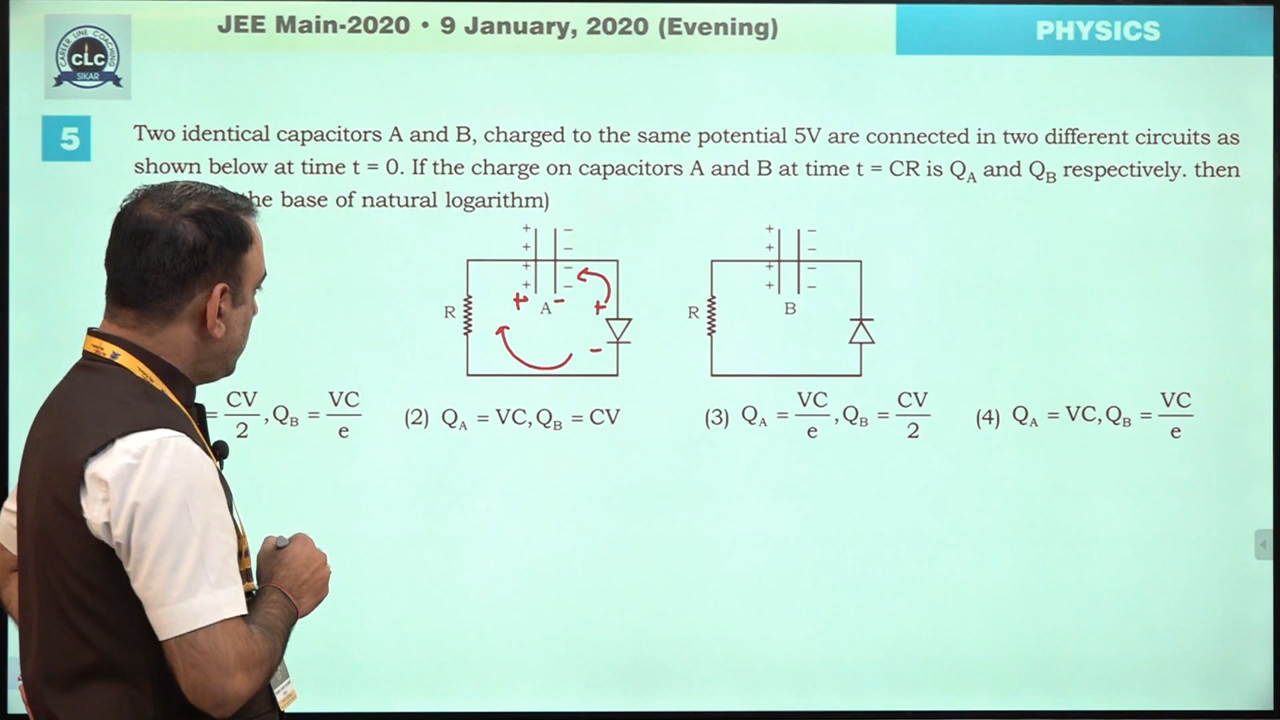 JEE Main-2020 • 9 January, 2020 (Evening)
PHYSICS
CAREER LINE COACHING
CLC
SIKAR
5
Two identical capacitors A and B, charged to the same potential 5V are connected in two different circuits as
shown below at time t = 0. If the charge on capacitors A and B at time t = CR is Q_A and Q_B respectively. then
he base of natural logarithm)
+ − + −
+ − + −
+ − + −
+ − + −
+ A − +
B
R
R
−
= CV/2, Q_B = VC/e
(2) Q_A = VC, Q_B = CV
(3) Q_A = VC/e, Q_B = CV/2
(4) Q_A = VC, Q_B = VC/e